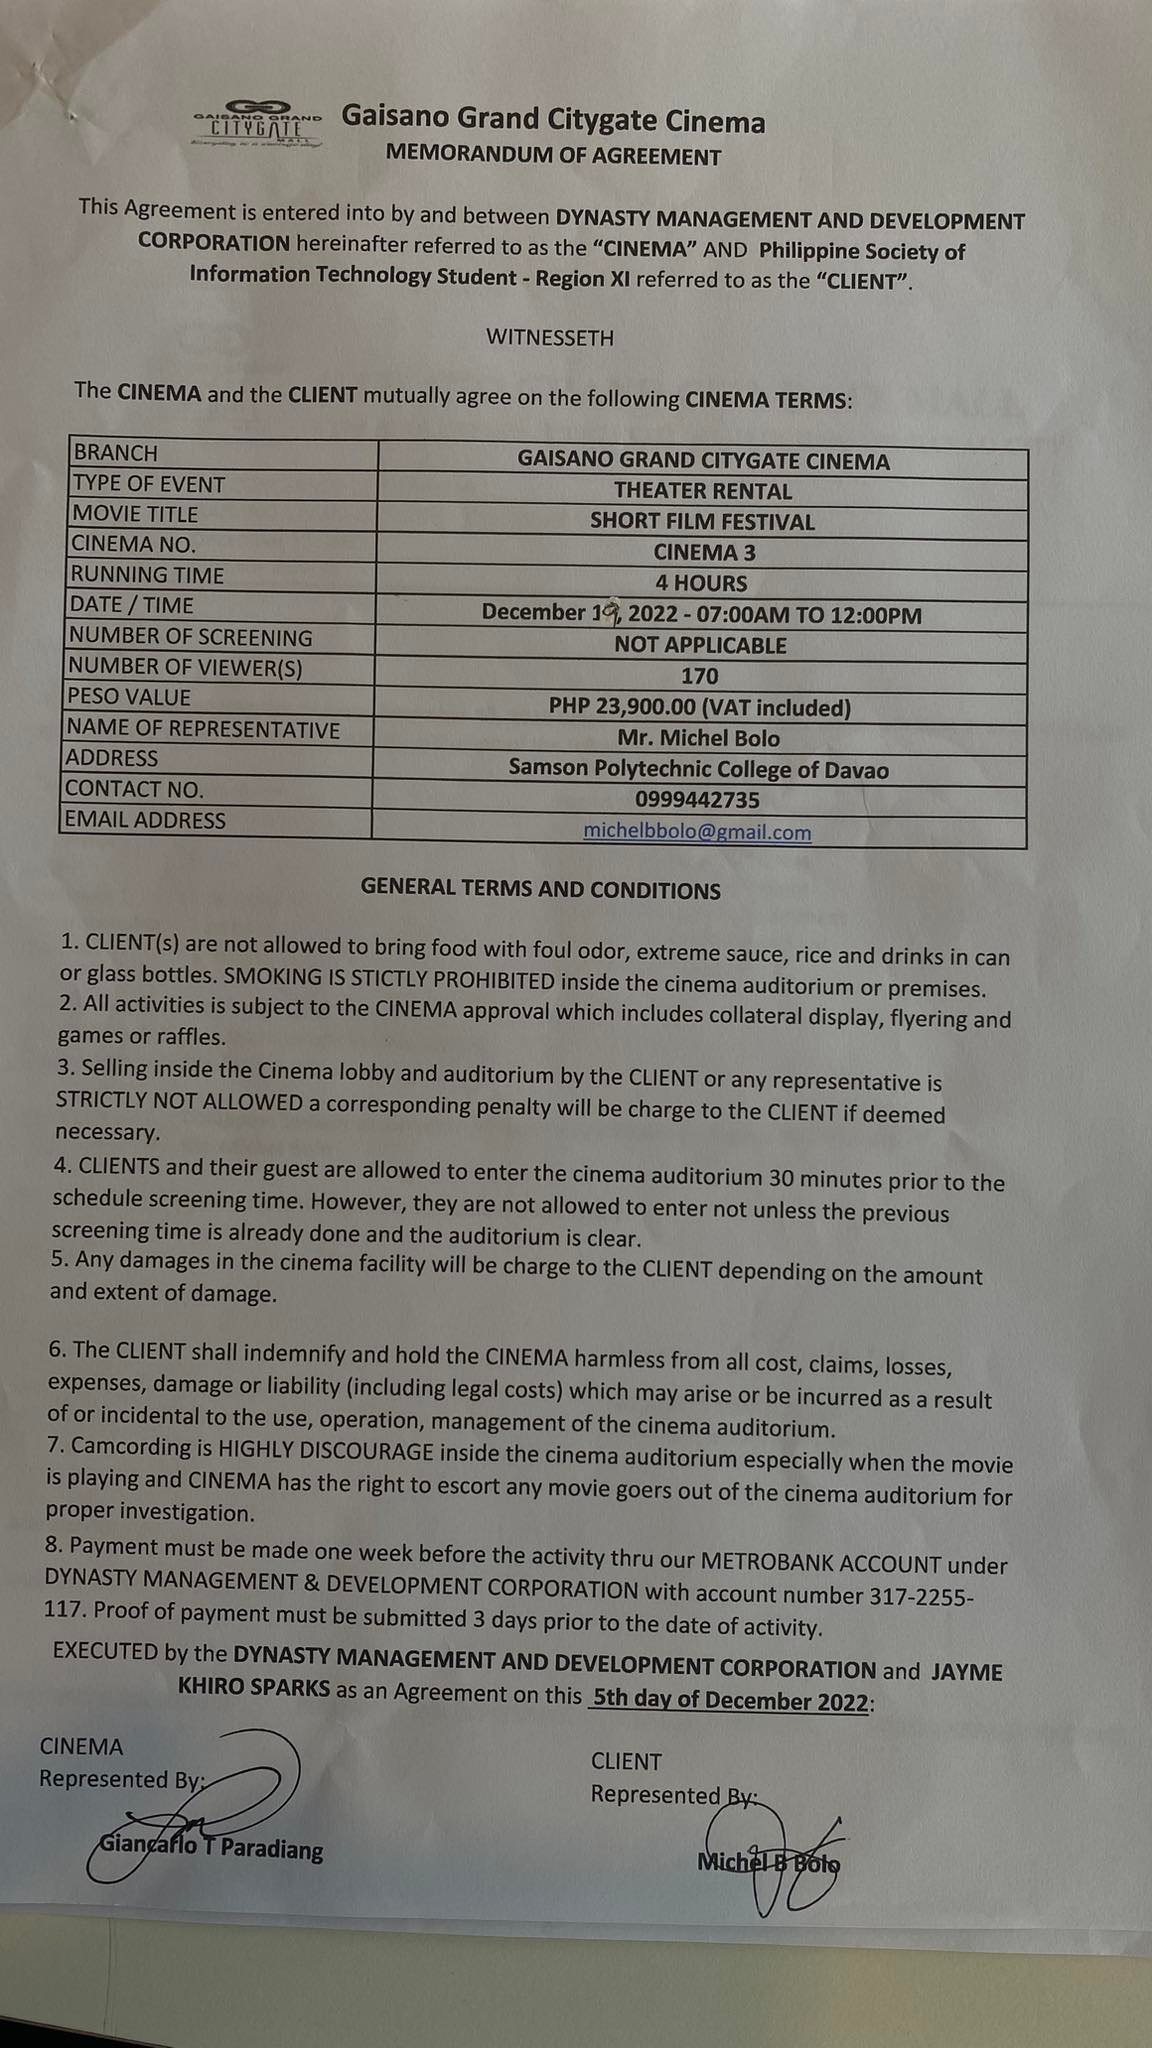 GAISANO GRAND
CITYGATE
MALL
Gaisano Grand Citygate Cinema
MEMORANDUM OF AGREEMENT
This Agreement is entered into by and between DYNASTY MANAGEMENT AND DEVELOPMENT
CORPORATION hereinafter referred to as the “CINEMA” AND Philippine Society of
Information Technology Student - Region XI referred to as the “CLIENT”.
WITNESSETH
The CINEMA and the CLIENT mutually agree on the following CINEMA TERMS:
BRANCH GAISANO GRAND CITYGATE CINEMA
TYPE OF EVENT THEATER RENTAL
MOVIE TITLE SHORT FILM FESTIVAL
CINEMA NO. CINEMA 3
RUNNING TIME 4 HOURS
DATE / TIME December 19, 2022 - 07:00AM TO 12:00PM
NUMBER OF SCREENING NOT APPLICABLE
NUMBER OF VIEWER(S) 170
PESO VALUE PHP 23,900.00 (VAT included)
NAME OF REPRESENTATIVE Mr. Michel Bolo
ADDRESS Samson Polytechnic College of Davao
CONTACT NO. 0999442735
EMAIL ADDRESS michelbbolo@gmail.com
GENERAL TERMS AND CONDITIONS
1. CLIENT(s) are not allowed to bring food with foul odor, extreme sauce, rice and drinks in can
or glass bottles. SMOKING IS STICTLY PROHIBITED inside the cinema auditorium or premises.
2. All activities is subject to the CINEMA approval which includes collateral display, flyering and
games or raffles.
3. Selling inside the Cinema lobby and auditorium by the CLIENT or any representative is
STRICTLY NOT ALLOWED a corresponding penalty will be charge to the CLIENT if deemed
necessary.
4. CLIENTS and their guest are allowed to enter the cinema auditorium 30 minutes prior to the
schedule screening time. However, they are not allowed to enter not unless the previous
screening time is already done and the auditorium is clear.
5. Any damages in the cinema facility will be charge to the CLIENT depending on the amount
and extent of damage.
6. The CLIENT shall indemnify and hold the CINEMA harmless from all cost, claims, losses,
expenses, damage or liability (including legal costs) which may arise or be incurred as a result
of or incidental to the use, operation, management of the cinema auditorium.
7. Camcording is HIGHLY DISCOURAGE inside the cinema auditorium especially when the movie
is playing and CINEMA has the right to escort any movie goers out of the cinema auditorium for
proper investigation.
8. Payment must be made one week before the activity thru our METROBANK ACCOUNT under
DYNASTY MANAGEMENT & DEVELOPMENT CORPORATION with account number 317-2255-
117. Proof of payment must be submitted 3 days prior to the date of activity.
EXECUTED by the DYNASTY MANAGEMENT AND DEVELOPMENT CORPORATION and JAYME
KHIRO SPARKS as an Agreement on this 5th day of December 2022:
CINEMA
Represented By:
Giancarlo T Paradiang
CLIENT
Represented By:
Michel B Bolo